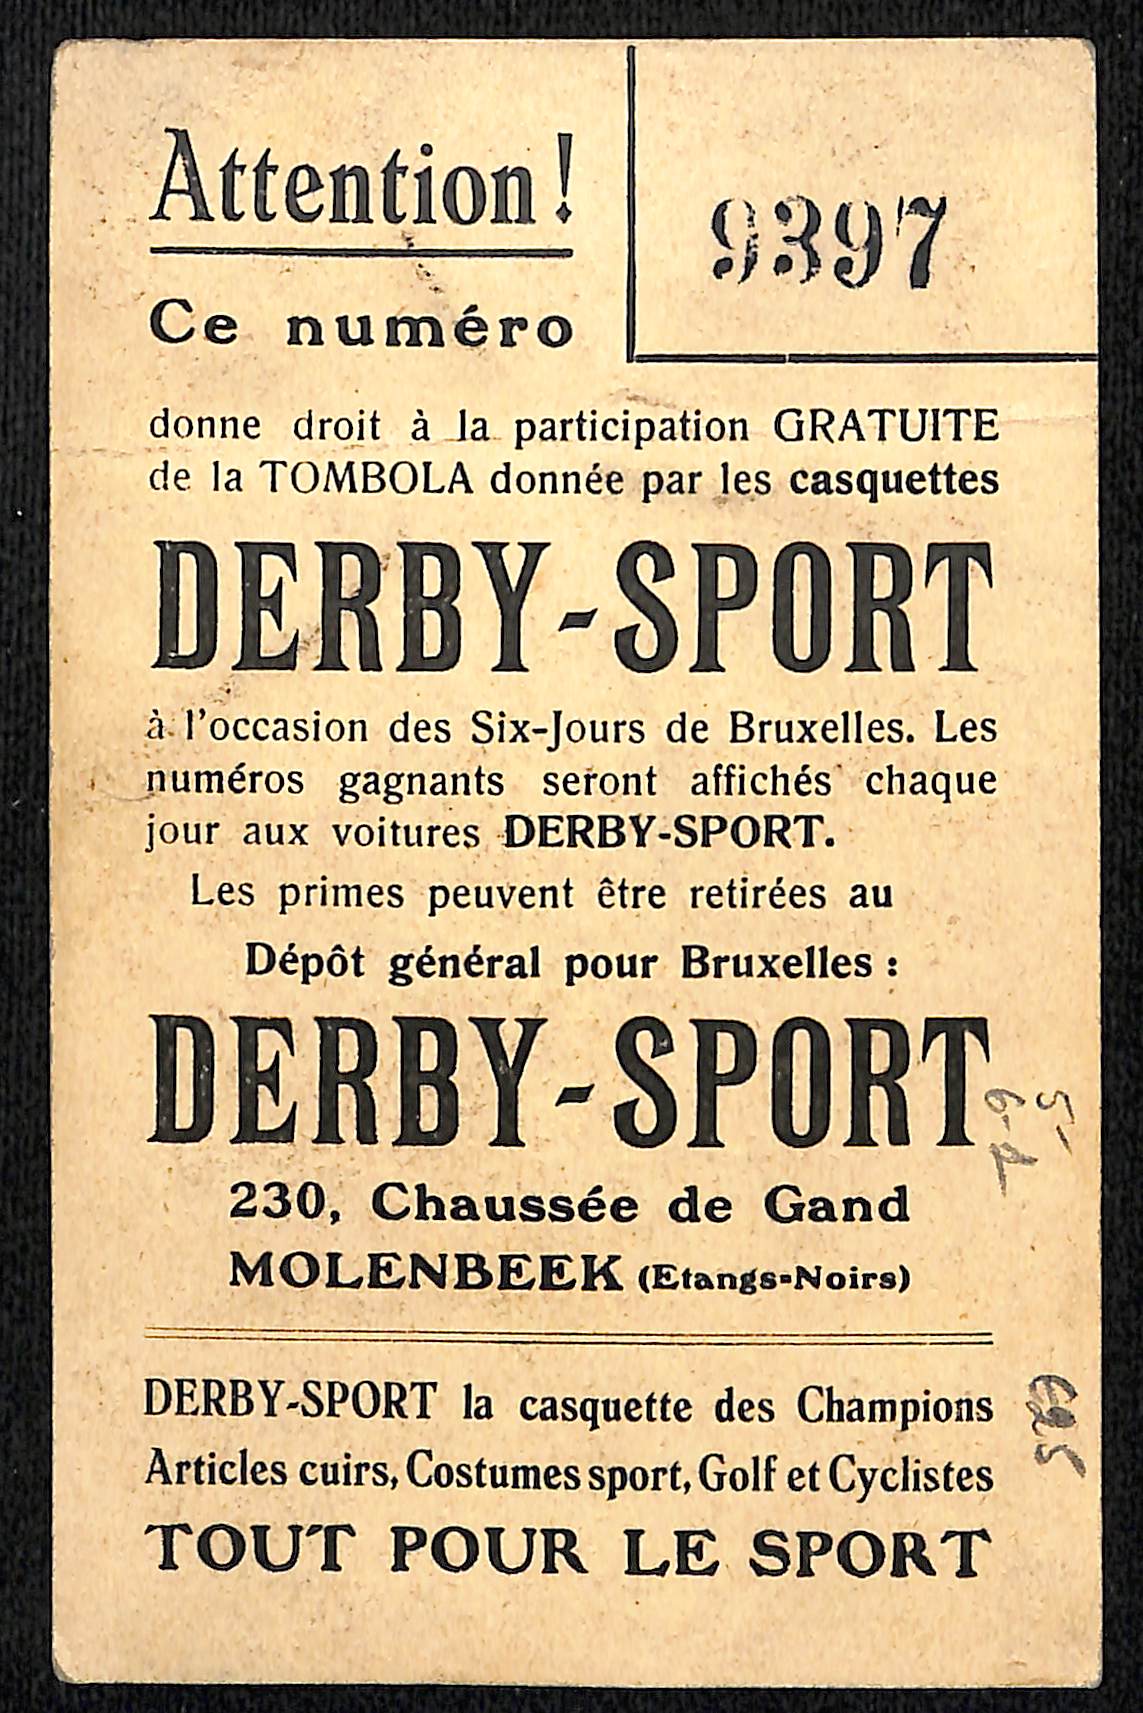 Attention !
9397
Ce numéro
donne droit à la participation GRATUITE
de la TOMBOLA donnée par les casquettes
DERBY-SPORT
à l'occasion des Six-Jours de Bruxelles. Les
numéros gagnants seront affichés chaque
jour aux voitures DERBY-SPORT.
Les primes peuvent être retirées au
Dépôt général pour Bruxelles :
DERBY-SPORT
230, Chaussée de Gand
MOLENBEEK (Etangs-Noirs)
DERBY-SPORT la casquette des Champions
Articles cuirs, Costumes sport, Golf et Cyclistes
TOUT POUR LE SPORT